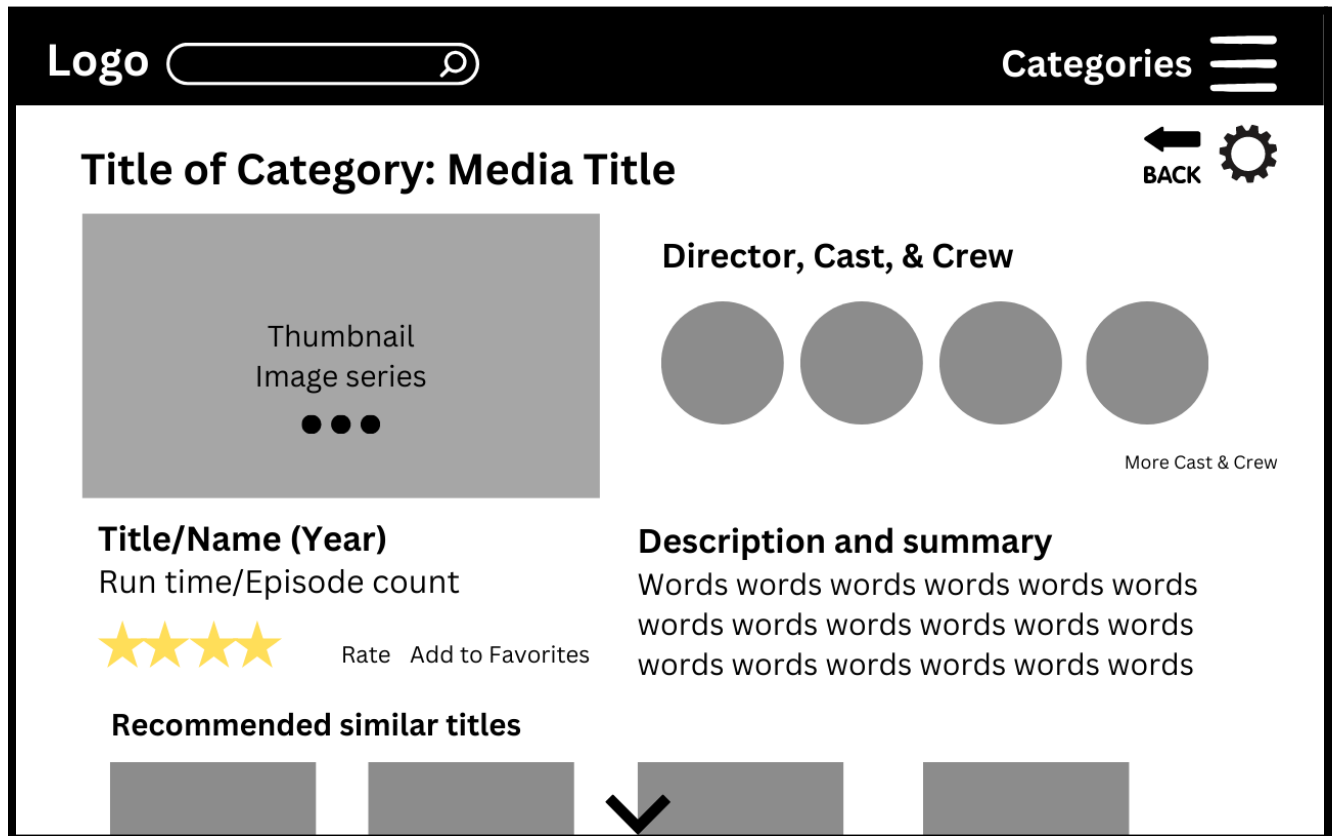 Logo
Categories
BACK
Title of Category: Media Title
Thumbnail
Image series
Director, Cast, & Crew
More Cast & Crew
Title/Name (Year)
Run time/Episode count
Rate Add to Favorites
Description and summary
Words words words words words words
words words words words words words
words words words words words words
Recommended similar titles